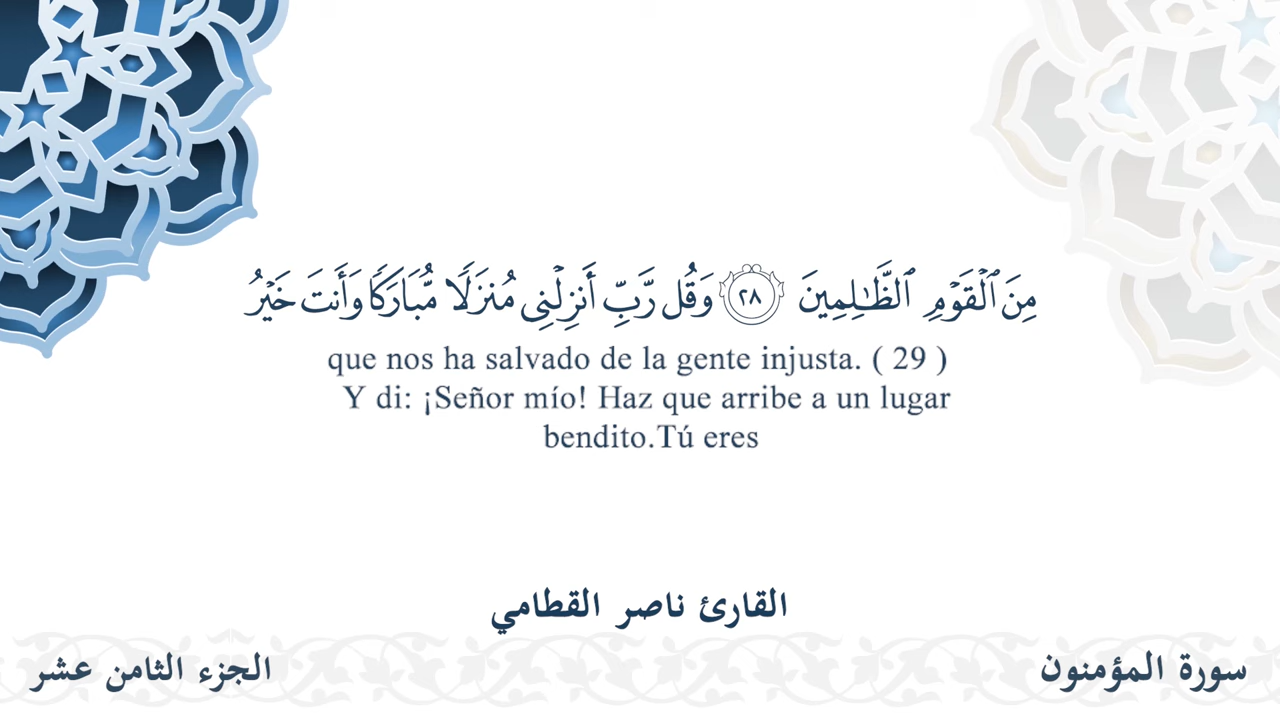 مِنَ ٱلۡقَوۡمِ ٱلظَّـٰلِمِينَ ٢٨ وَقُل رَّبِّ أَنزِلۡنِی مُنزَلࣰا مُّبَارَكࣰا وَأَنتَ خَیۡرُ
que nos ha salvado de la gente injusta. ( 29 )
Y di: ¡Señor mío! Haz que arribe a un lugar
bendito.Tú eres
القارئ ناصر القطامي
سورة المؤمنون
الجزء الثامن عشر